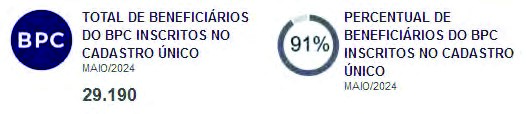 BPC
TOTAL DE BENEFICIÁRIOS
DO BPC INSCRITOS NO
CADASTRO ÚNICO
MAIO/2024
29.190
91%
PERCENTUAL DE
BENEFICIÁRIOS DO BPC
INSCRITOS NO CADASTRO
ÚNICO
MAIO/2024